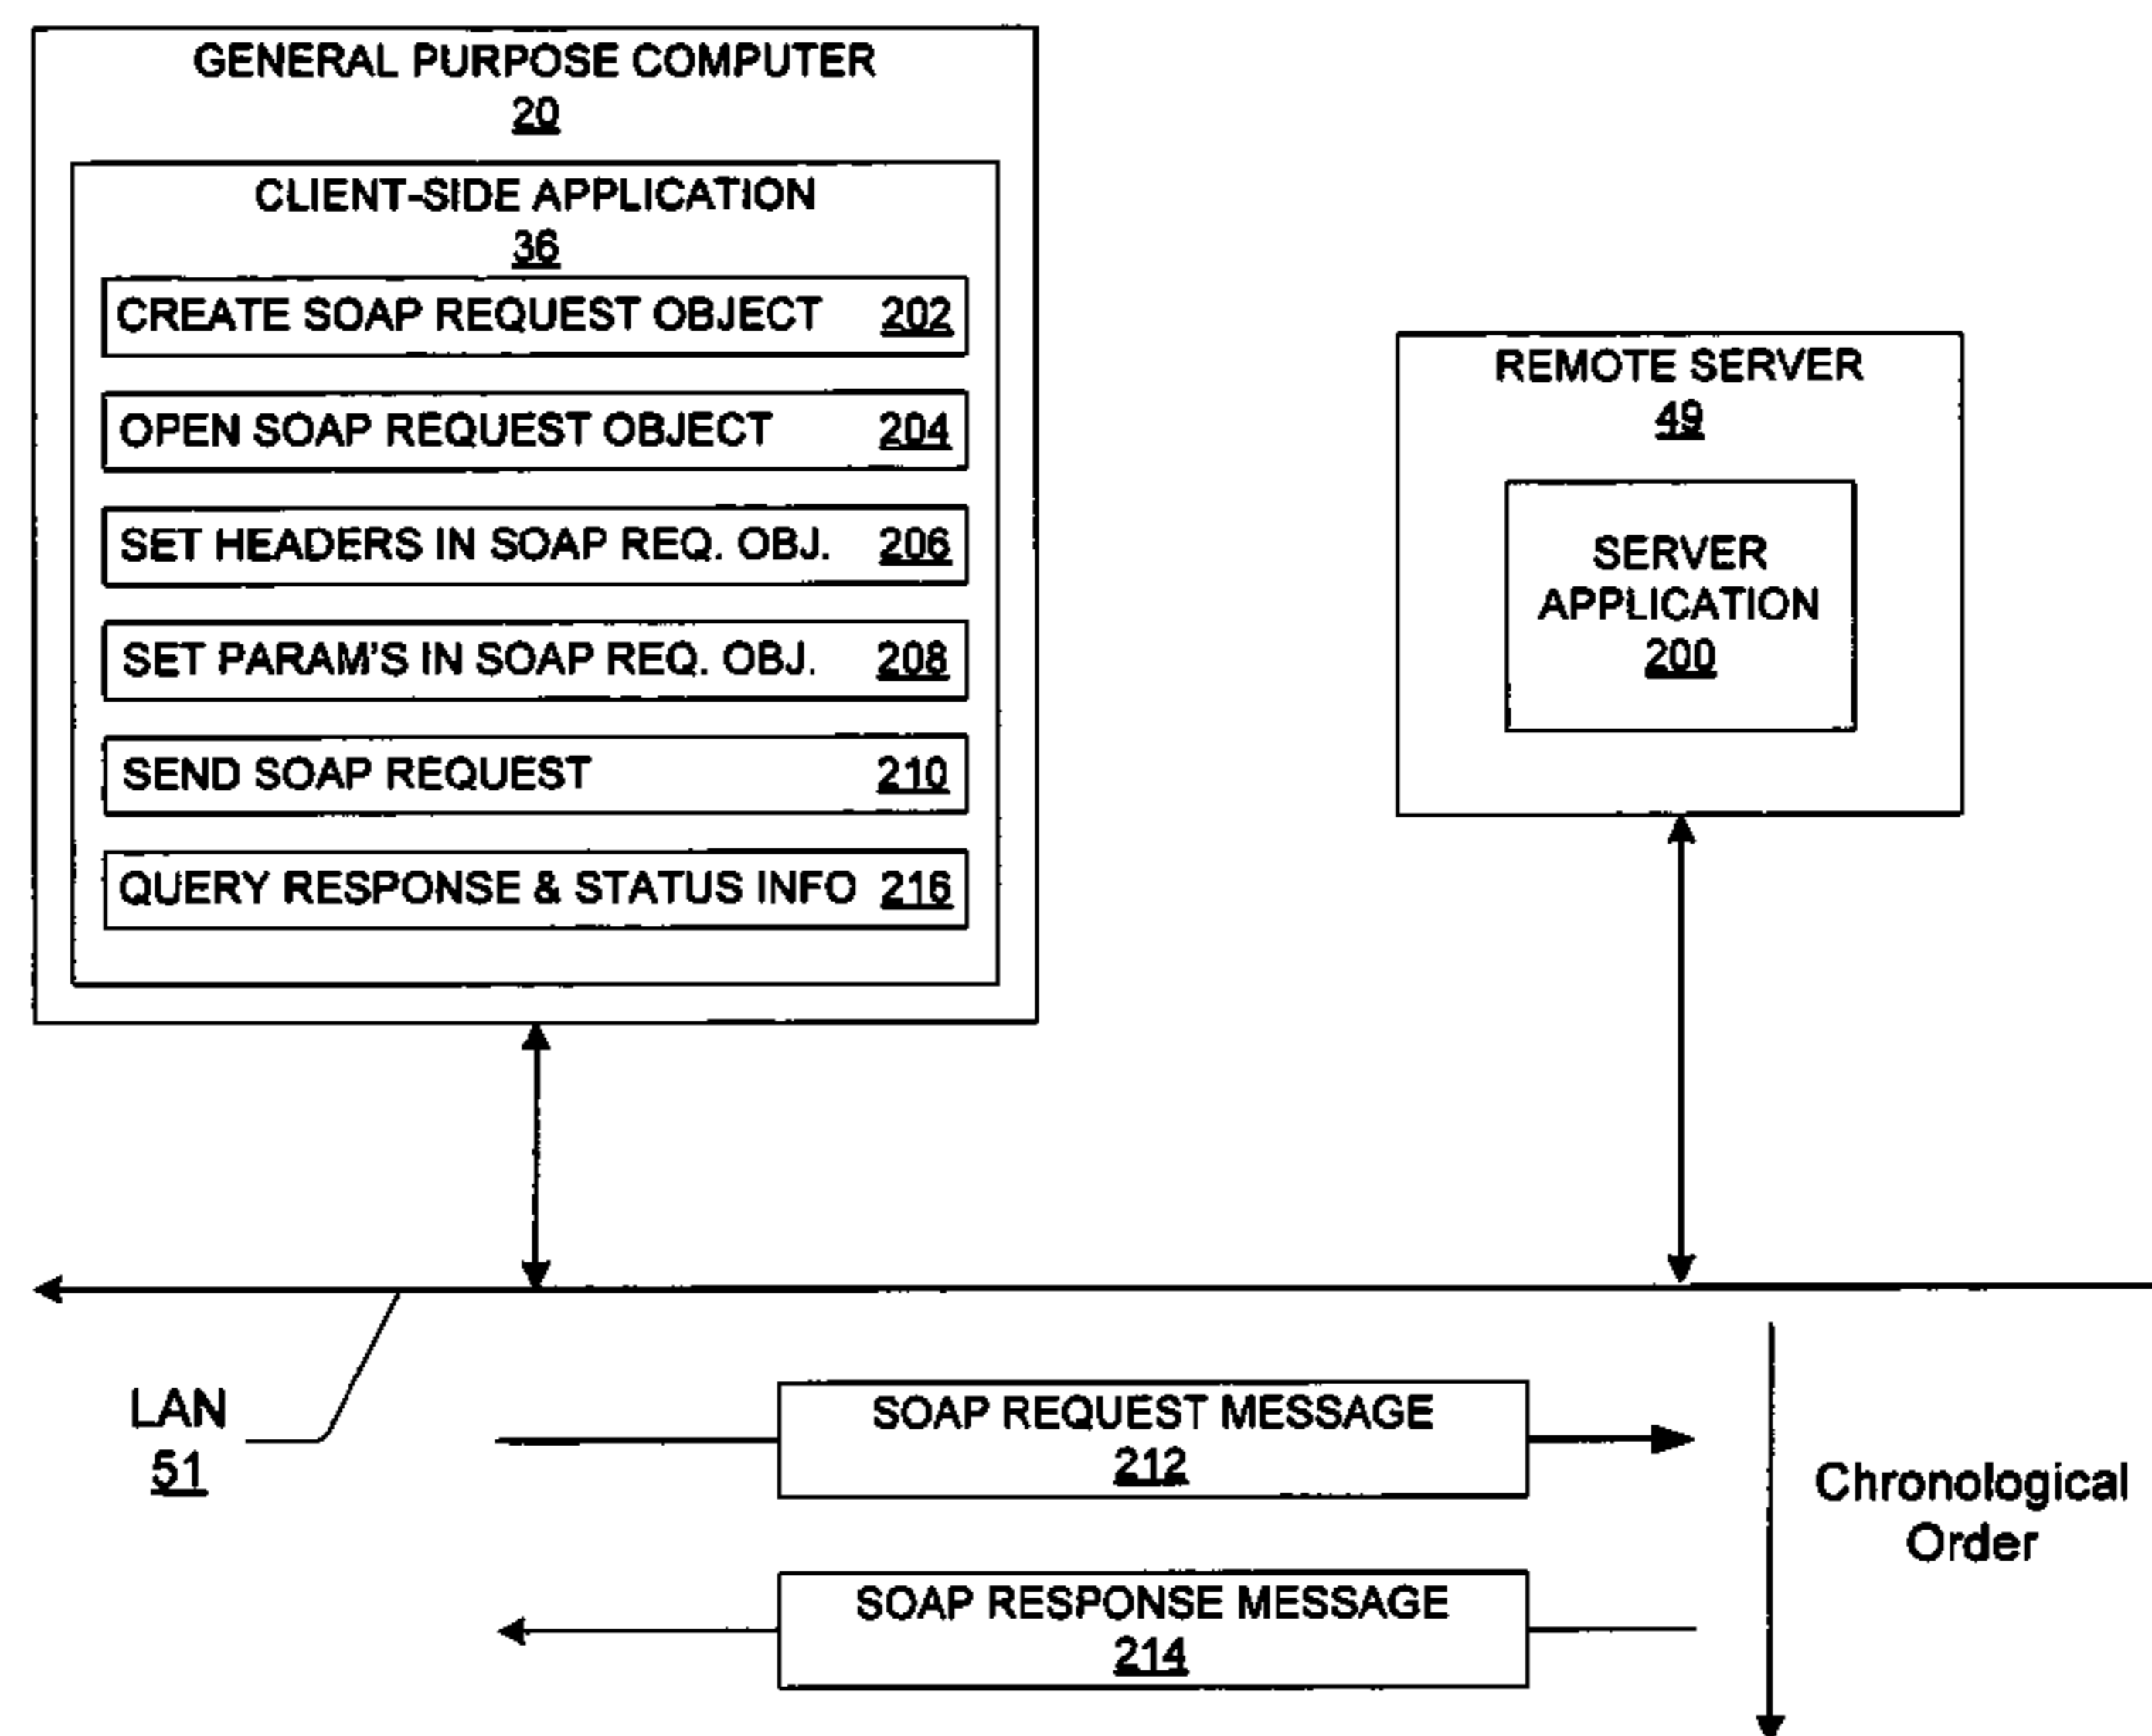 GENERAL PURPOSE COMPUTER
20
CLIENT-SIDE APPLICATION
36
CREATE SOAP REQUEST OBJECT 202
OPEN SOAP REQUEST OBJECT 204
SET HEADERS IN SOAP REQ. OBJ. 206
SET PARAM'S IN SOAP REQ. OBJ. 208
SEND SOAP REQUEST 210
QUERY RESPONSE & STATUS INFO 216
REMOTE SERVER
49
SERVER
APPLICATION
200
LAN
51
SOAP REQUEST MESSAGE
212
SOAP RESPONSE MESSAGE
214
Chronological
Order